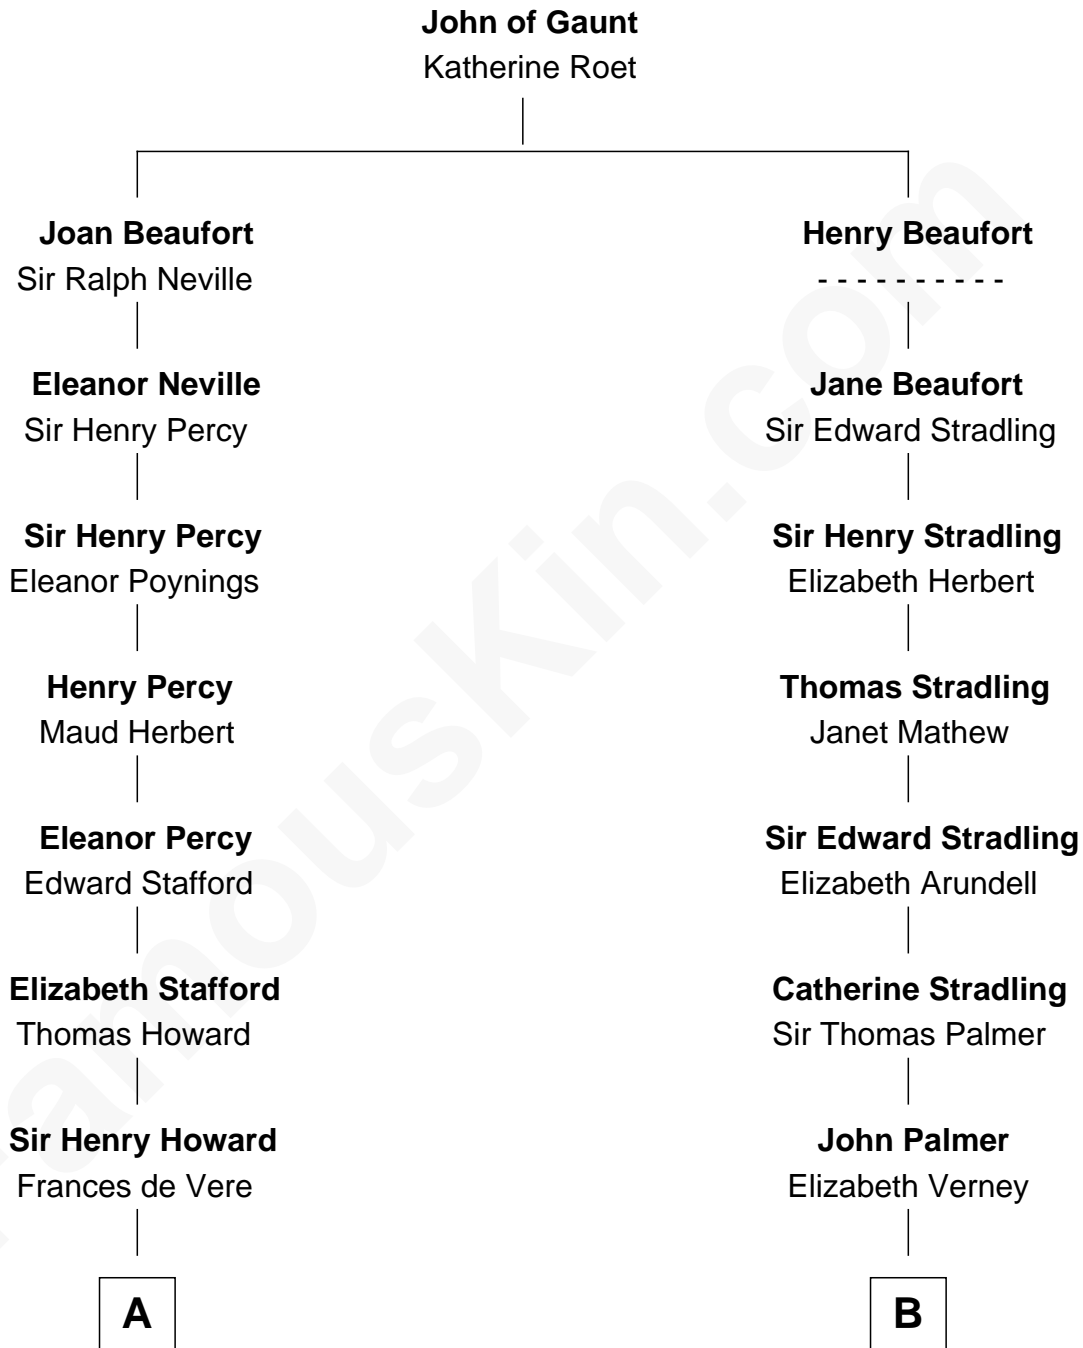 John of Gaunt
Katherine Roet
Joan Beaufort
Sir Ralph Neville
Henry Beaufort
- - - - - - - - - -
Eleanor Neville
Sir Henry Percy
Jane Beaufort
Sir Edward Stradling
Sir Henry Percy
Eleanor Poynings
Sir Henry Stradling
Elizabeth Herbert
Henry Percy
Maud Herbert
Thomas Stradling
Janet Mathew
Eleanor Percy
Edward Stafford
Sir Edward Stradling
Elizabeth Arundell
Elizabeth Stafford
Thomas Howard
Catherine Stradling
Sir Thomas Palmer
Sir Henry Howard
Frances de Vere
John Palmer
Elizabeth Verney
A
B
FamousKin.com